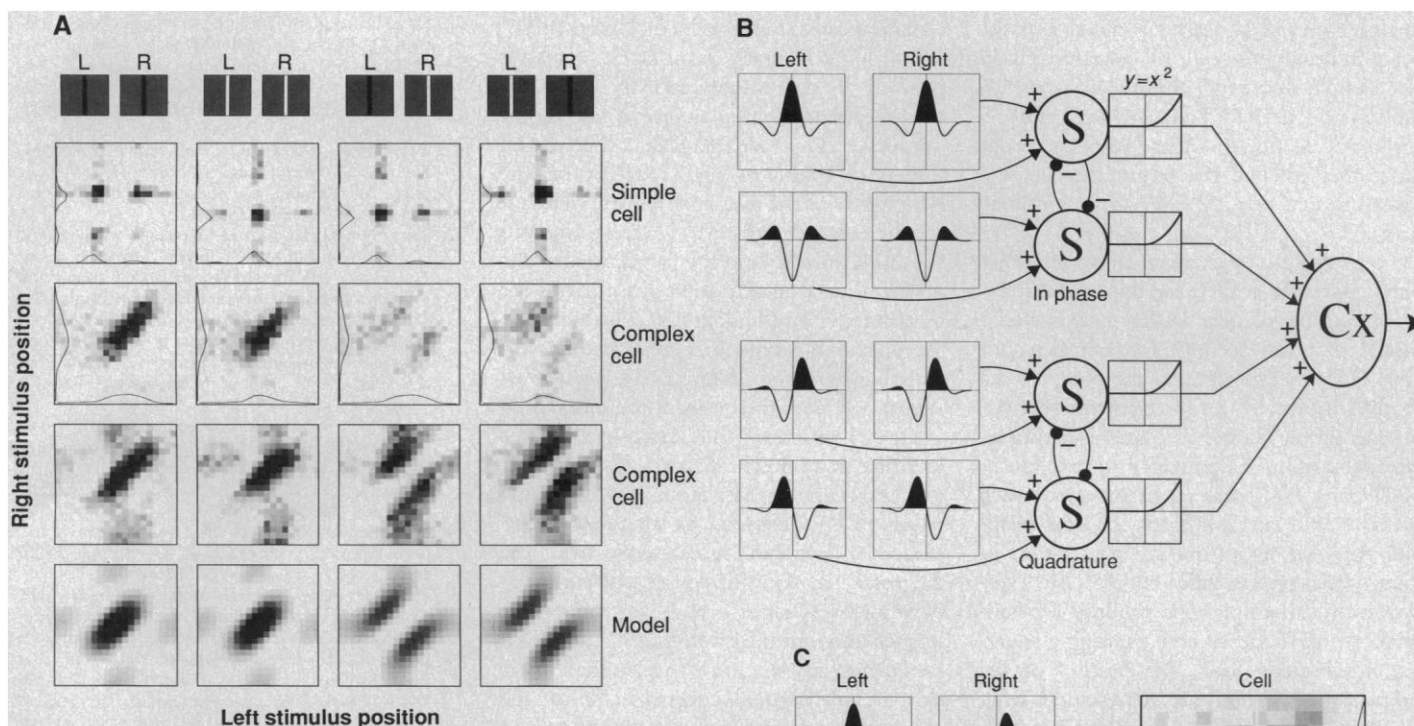 A
L R L R L R L R
Simple
cell
Complex
cell
Complex
cell
Model
Right stimulus position
Left stimulus position
B
Left Right
y=x²
+
+
S
−
−
+
+
S
In phase
+
+
S
−
−
+
+
S
Quadrature
+
+
+
+
Cx
C
Left Right Cell